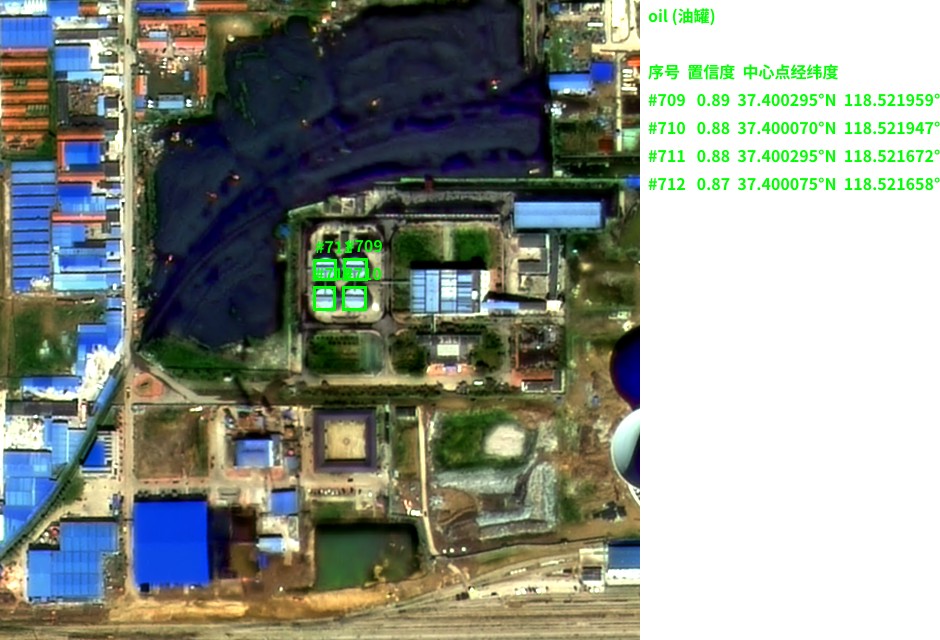 oil (油罐)
序号 置信度 中心点经纬度
#709 0.89 37.400295°N 118.521959°
#710 0.88 37.400070°N 118.521947°
#711 0.88 37.400295°N 118.521672°
#712 0.87 37.400075°N 118.521658°
#709